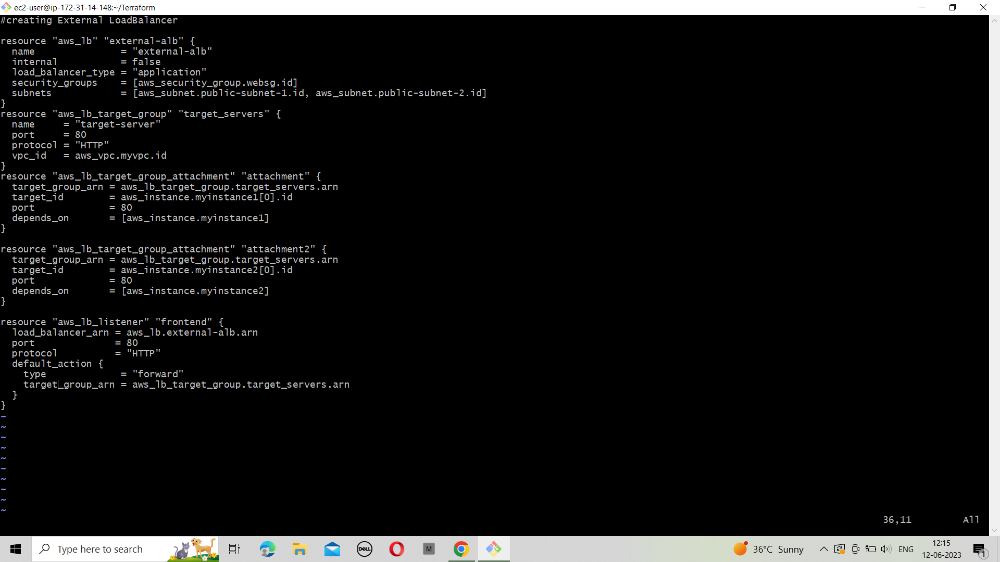 ec2-user@ip-172-31-14-148:~/Terraform
#creating External LoadBalancer
resource "aws_lb" "external-alb" {
  name               = "external-alb"
  internal           = false
  load_balancer_type = "application"
  security_groups    = [aws_security_group.websg.id]
  subnets            = [aws_subnet.public-subnet-1.id, aws_subnet.public-subnet-2.id]
}
resource "aws_lb_target_group" "target_servers" {
  name     = "target-server"
  port     = 80
  protocol = "HTTP"
  vpc_id   = aws_vpc.myvpc.id
}
resource "aws_lb_target_group_attachment" "attachment" {
  target_group_arn = aws_lb_target_group.target_servers.arn
  target_id        = aws_instance.myinstance1[0].id
  port             = 80
  depends_on       = [aws_instance.myinstance1]
}
resource "aws_lb_target_group_attachment" "attachment2" {
  target_group_arn = aws_lb_target_group.target_servers.arn
  target_id        = aws_instance.myinstance2[0].id
  port             = 80
  depends_on       = [aws_instance.myinstance2]
}
resource "aws_lb_listener" "frontend" {
  load_balancer_arn = aws_lb.external-alb.arn
  port              = 80
  protocol          = "HTTP"
  default_action {
    type             = "forward"
    target_group_arn = aws_lb_target_group.target_servers.arn
  }
}
~
~
~
~
~
~
~
~
~
~
36,11 All
Type here to search
DELL
M
36°C Sunny
ENG
12:15
12-06-2023
1